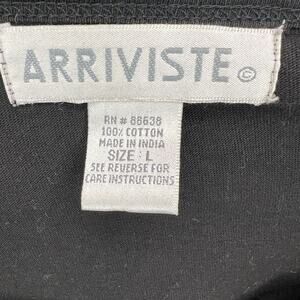 ARRIVISTE ©
RN # 88638
100% COTTON
MADE IN INDIA
SIZE : L
SEE REVERSE FOR
CARE INSTRUCTIONS